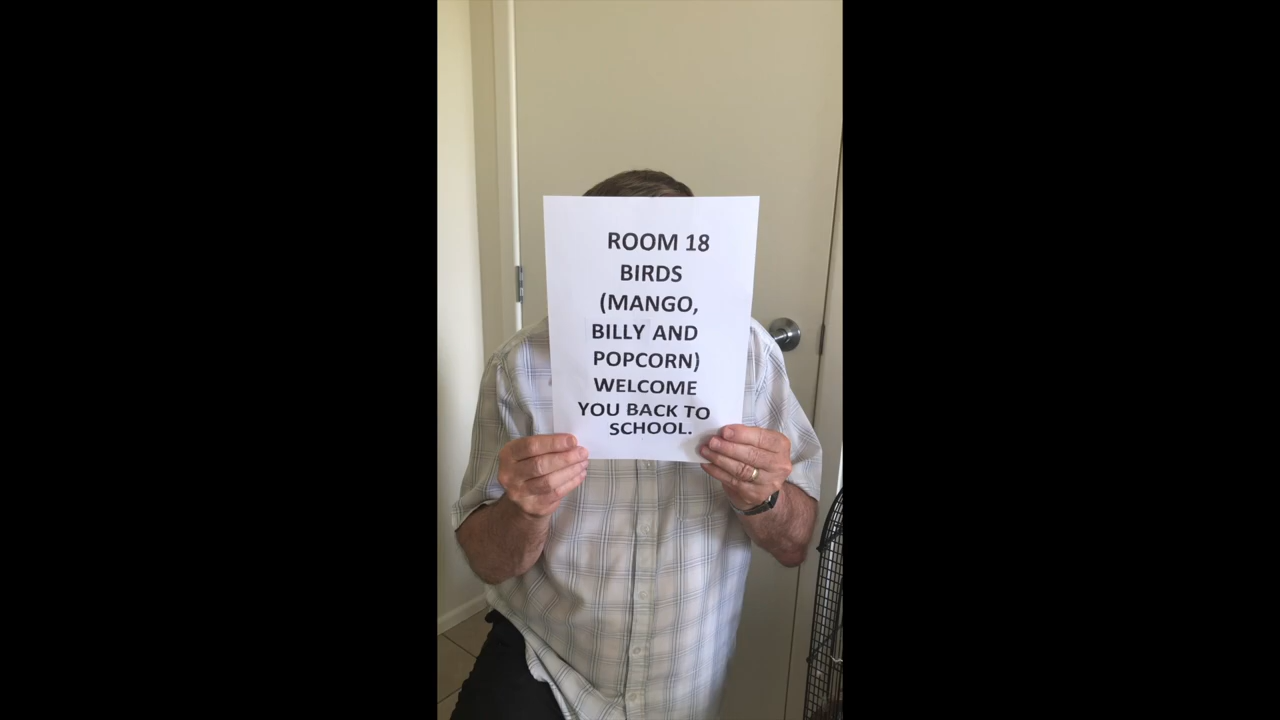 ROOM 18
BIRDS
(MANGO,
BILLY AND
POPCORN)
WELCOME
YOU BACK TO
SCHOOL.